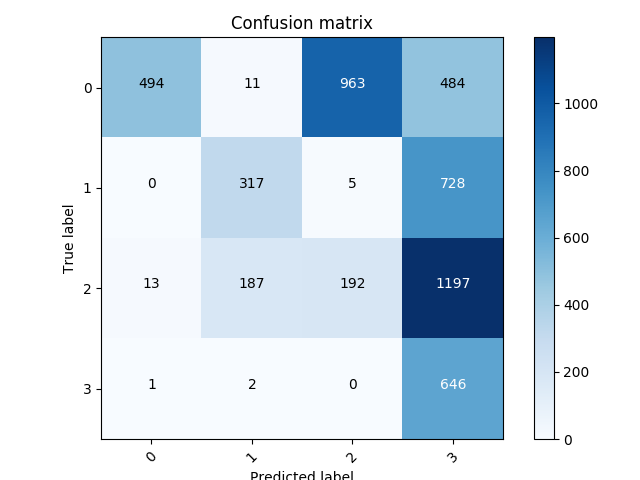 Confusion matrix
0 494 11 963 484
1 0 317 5 728
2 13 187 192 1197
3 1 2 0 646
0 1 2 3
True label
Predicted label
1000
800
600
400
200
0